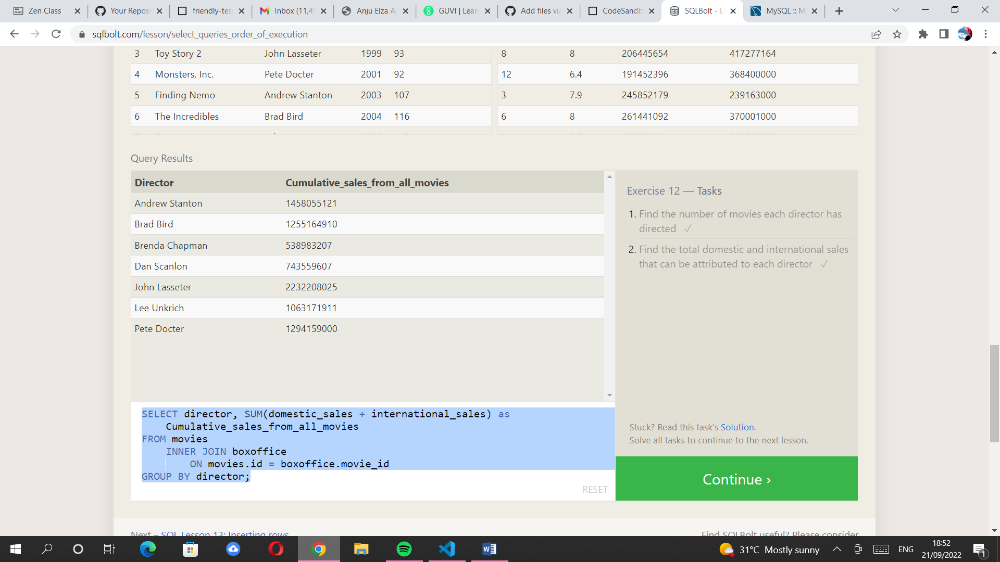 Zen Class
Your Reposi
friendly-tes
Inbox (11,49
Anju Elza Ac
GUVI | Learn
Add files via
CodeSandb
SQLBolt - Le
MySQL :: M
sqlbolt.com/lesson/select_queries_order_of_execution
3 Toy Story 2 John Lasseter 1999 93
8 8 206445654 417277164
4 Monsters, Inc. Pete Docter 2001 92
12 6.4 191452396 368400000
5 Finding Nemo Andrew Stanton 2003 107
3 7.9 245852179 239163000
6 The Incredibles Brad Bird 2004 116
6 8 261441092 370001000
Query Results
Director Cumulative_sales_from_all_movies
Andrew Stanton 1458055121
Brad Bird 1255164910
Brenda Chapman 538983207
Dan Scanlon 743559607
John Lasseter 2232208025
Lee Unkrich 1063171911
Pete Docter 1294159000
Exercise 12 — Tasks
1. Find the number of movies each director has
directed ✓
2. Find the total domestic and international sales
that can be attributed to each director ✓
SELECT director, SUM(domestic_sales + international_sales) as
Cumulative_sales_from_all_movies
FROM movies
INNER JOIN boxoffice
ON movies.id = boxoffice.movie_id
GROUP BY director;
RESET
Stuck? Read this task's Solution.
Solve all tasks to continue to the next lesson.
Continue ›
Next – SQL Lesson 13: Inserting rows
Find SQLBolt useful? Please consider
31°C Mostly sunny
ENG
18:52
21/09/2022
1